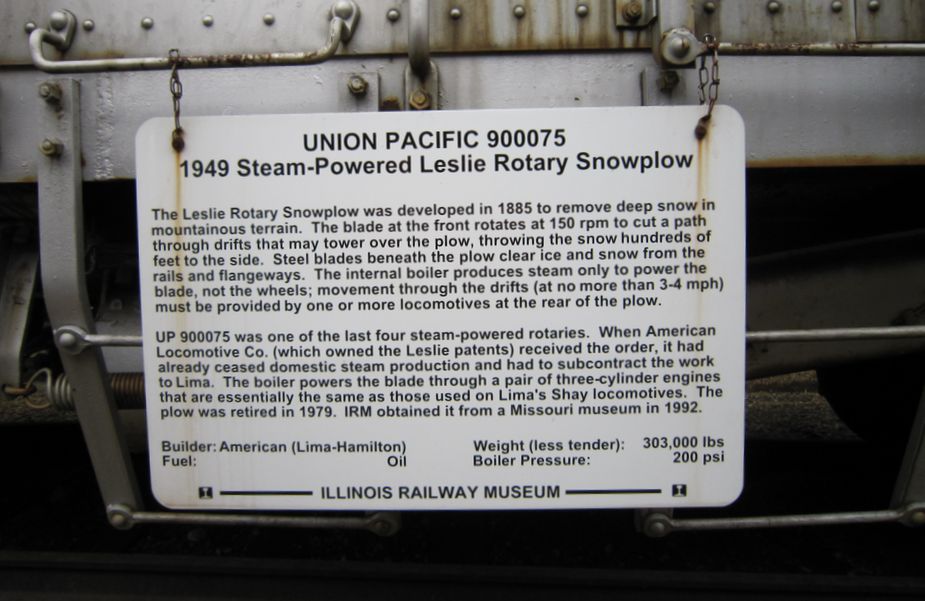 UNION PACIFIC 900075
1949 Steam-Powered Leslie Rotary Snowplow
The Leslie Rotary Snowplow was developed in 1885 to remove deep snow in
mountainous terrain. The blade at the front rotates at 150 rpm to cut a path
through drifts that may tower over the plow, throwing the snow hundreds of
feet to the side. Steel blades beneath the plow clear ice and snow from the
rails and flangeways. The internal boiler produces steam only to power the
blade, not the wheels; movement through the drifts (at no more than 3-4 mph)
must be provided by one or more locomotives at the rear of the plow.
UP 900075 was one of the last four steam-powered rotaries. When American
Locomotive Co. (which owned the Leslie patents) received the order, it had
already ceased domestic steam production and had to subcontract the work
to Lima. The boiler powers the blade through a pair of three-cylinder engines
that are essentially the same as those used on Lima's Shay locomotives. The
plow was retired in 1979. IRM obtained it from a Missouri museum in 1992.
Builder: American (Lima-Hamilton) Weight (less tender): 303,000 lbs
Fuel: Oil Boiler Pressure: 200 psi
ILLINOIS RAILWAY MUSEUM